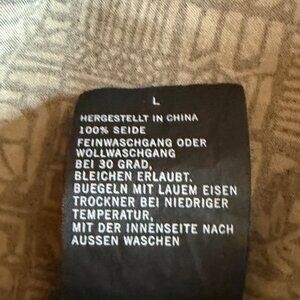 L
HERGESTELLT IN CHINA
100% SEIDE
FEINWASCHGANG ODER
WOLLWASCHGANG
BEI 30 GRAD,
BLEICHEN ERLAUBT.
BUEGELN MIT LAUEM EISEN
TROCKNER BEI NIEDRIGER
TEMPERATUR,
MIT DER INNENSEITE NACH
AUSSEN WASCHEN